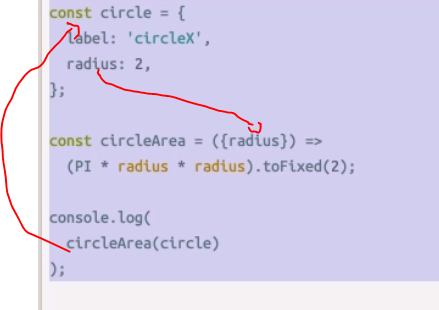 const circle = {
label: 'circleX',
radius: 2,
};
const circleArea = ({radius}) =>
(PI * radius * radius).toFixed(2);
console.log(
circleArea(circle)
);